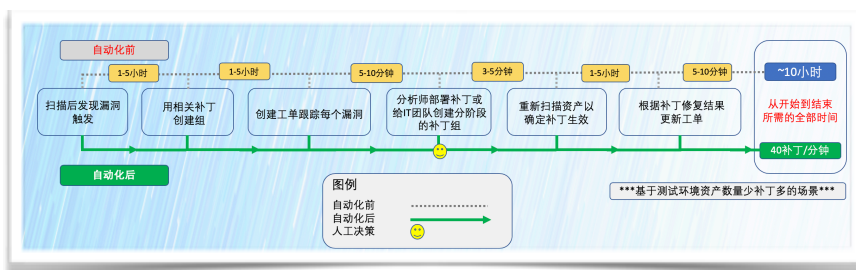 自动化前
1-5小时
1-5小时
5-10分钟
3-5分钟
1-5小时
5-10分钟
~10小时
扫描后发现漏洞
触发
用相关补丁
创建组
创建工单跟踪每个漏洞
分析师部署补丁或
给IT团队创建分阶段
的补丁组
重新扫描资产以
确定补丁生效
根据补丁修复结果
更新工单
从开始到结束
所需的全部时间
40补丁/分钟
自动化后
图例
自动化前
自动化后
人工决策
***基于测试环境资产数量少补丁多的场景***